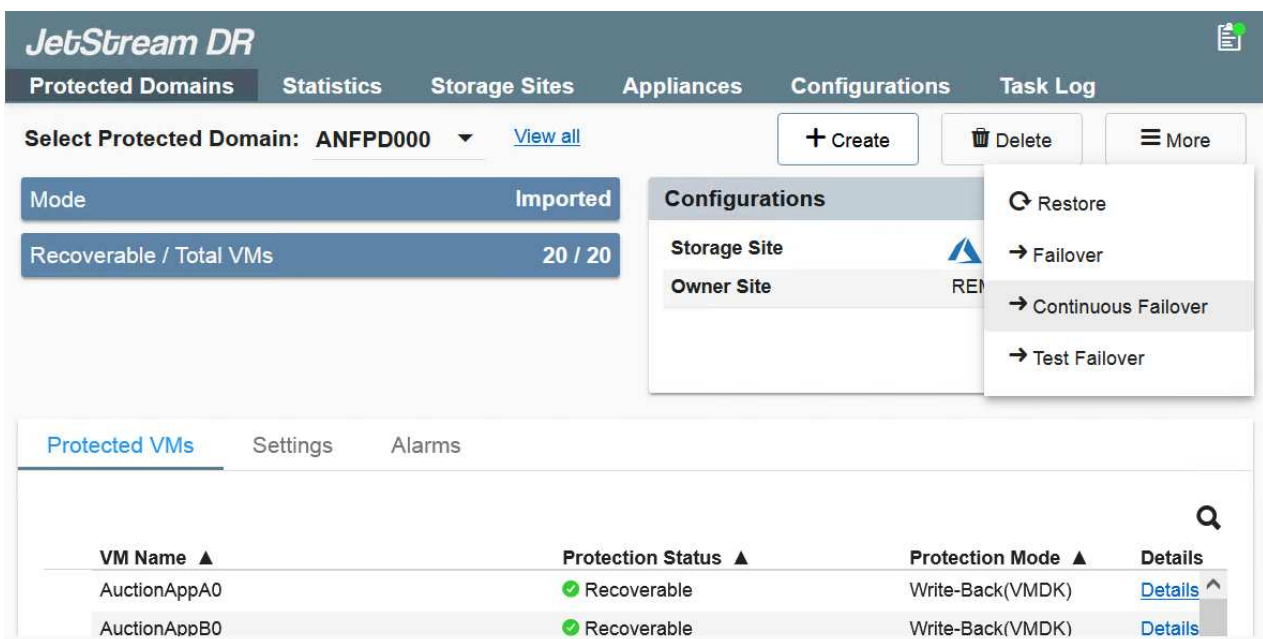 JetStream DR
Protected Domains Statistics Storage Sites Appliances Configurations Task Log
Select Protected Domain: ANFPD000 View all Create Delete More
Mode Imported
Recoverable / Total VMs 20 / 20
Configurations
Storage Site
Owner Site REM
Restore
Failover
Continuous Failover
Test Failover
Protected VMs Settings Alarms
VM Name ▲ Protection Status ▲ Protection Mode ▲ Details
AuctionAppA0 Recoverable Write-Back(VMDK) Details
AuctionAppB0 Recoverable Write-Back(VMDK) Details